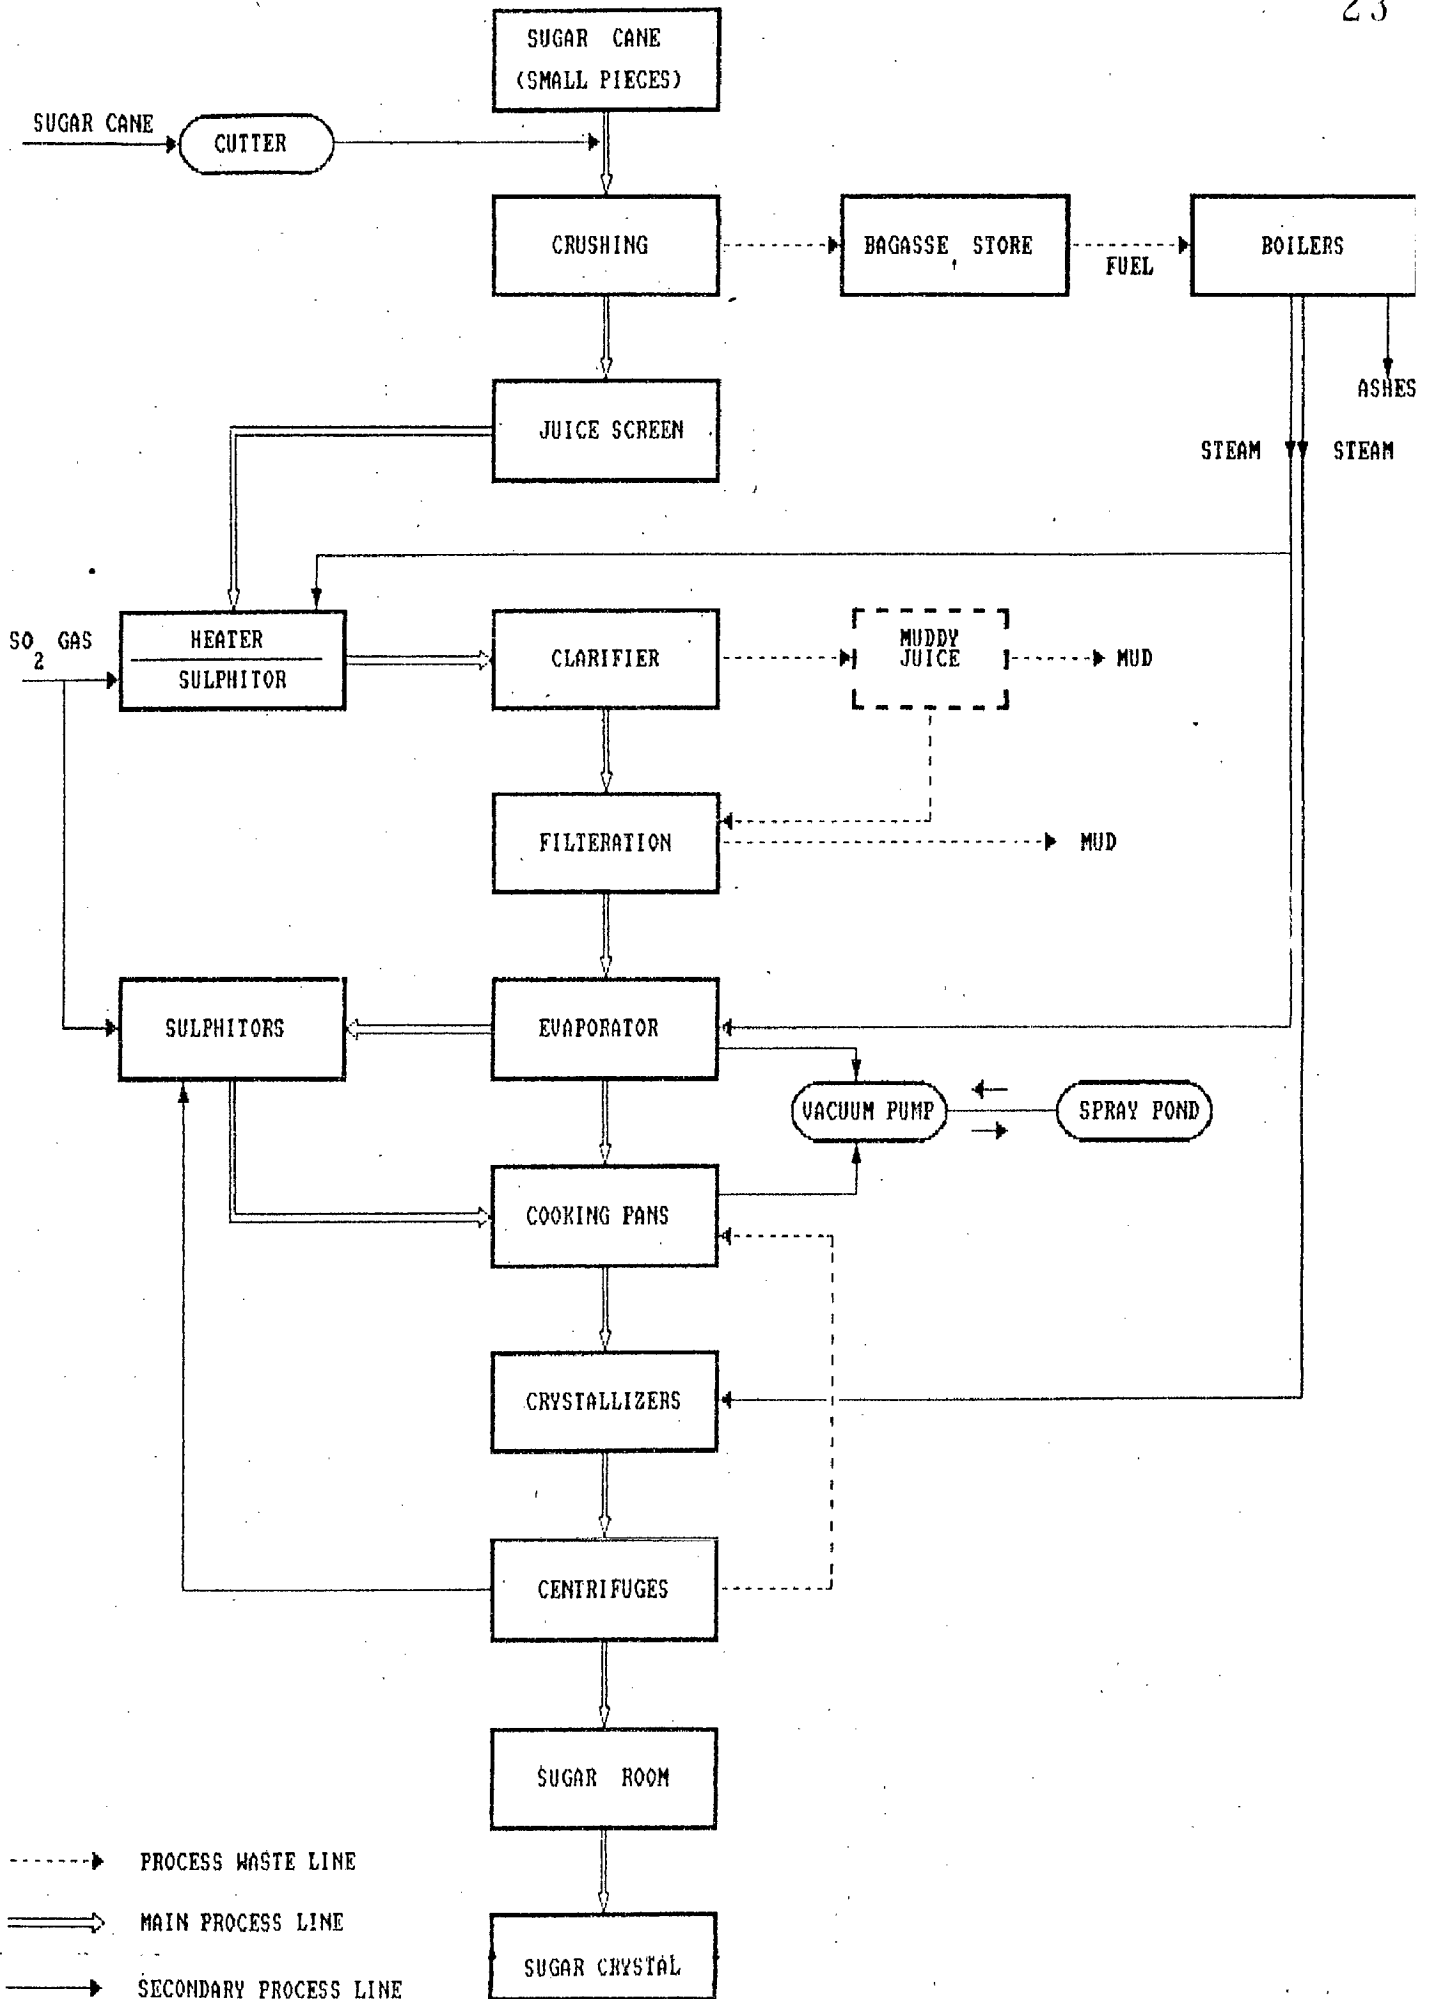 23
SUGAR CANE
(SMALL PIECES)
SUGAR CANE
CUTTER
CRUSHING
BAGASSE STORE
FUEL
BOILERS
ASHES
JUICE SCREEN
STEAM
STEAM
SO2 GAS
HEATER
SULPHITOR
CLARIFIER
MUDDY
JUICE
MUD
FILTERATION
MUD
SULPHITORS
EVAPORATOR
VACUUM PUMP
SPRAY POND
COOKING PANS
CRYSTALLIZERS
CENTRIFUGES
SUGAR ROOM
SUGAR CRYSTAL
PROCESS WASTE LINE
MAIN PROCESS LINE
SECONDARY PROCESS LINE